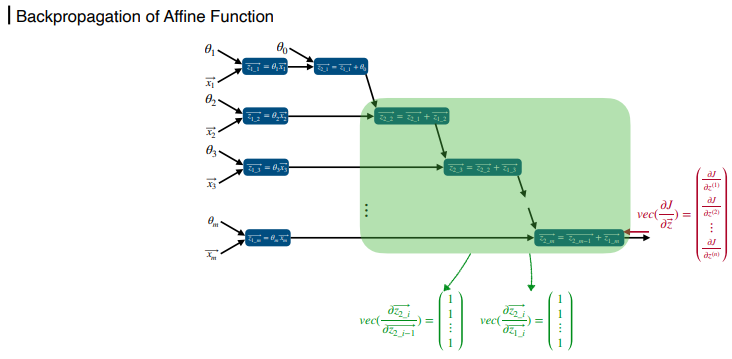 Backpropagation of Affine Function
θ₁ θ₀
z₁_₁ = θ₁x₁ z₂_₁ = z₁_₁ + θ₀
x₁
θ₂
z₁_₂ = θ₂x₂ z₂_₂ = z₂_₁ + z₁_₂
x₂
θ₃
z₁_₃ = θ₃x₃ z₂_₃ = z₂_₂ + z₁_₃
x₃
⋮
θₘ
z₁_ₘ = θₘxₘ z₂_ₘ = z₂_ₘ₋₁ + z₁_ₘ
xₘ
vec(∂J/∂z) = (∂J/∂z⁽¹⁾ ∂J/∂z⁽²⁾ ⋮ ∂J/∂z⁽ⁿ⁾)
vec(∂z₂_ᵢ/∂z₂_ᵢ₋₁) = (1 1 ⋮ 1) vec(∂z₂_ᵢ/∂z₁_ᵢ) = (1 1 ⋮ 1)